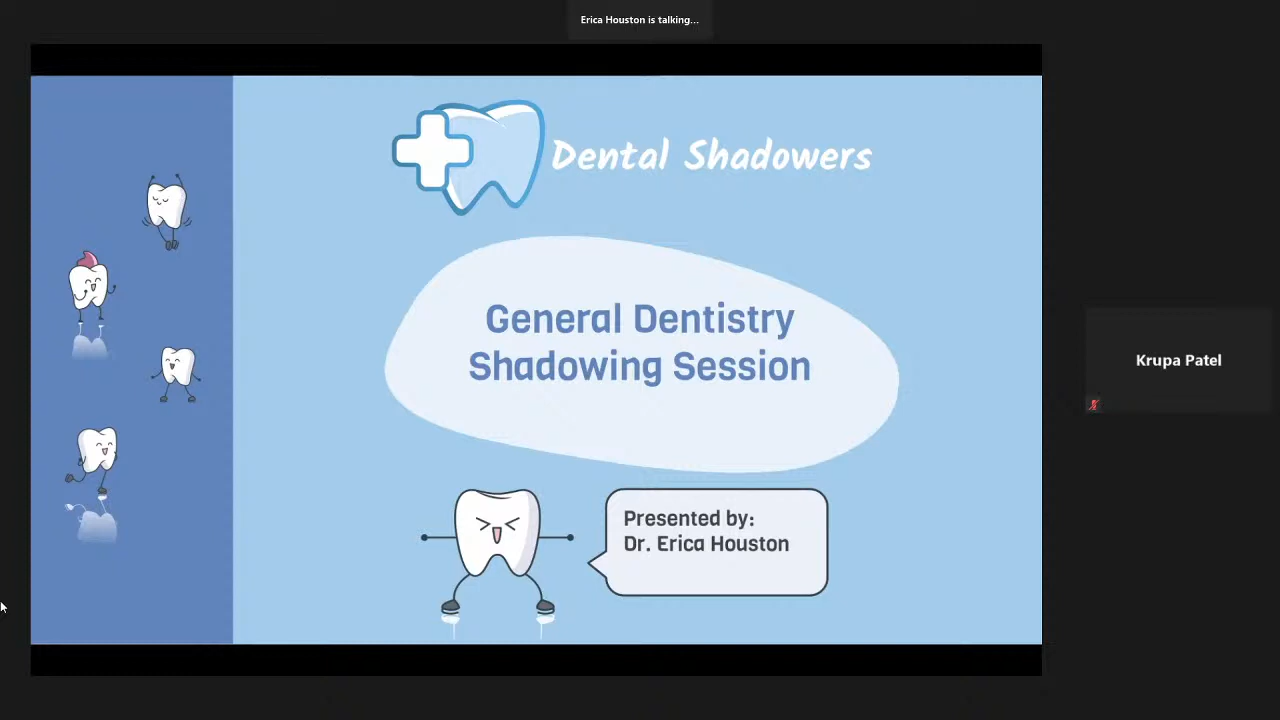 Erica Houston is talking...
Dental Shadowers
General Dentistry
Shadowing Session
Presented by:
Dr. Erica Houston
Krupa Patel